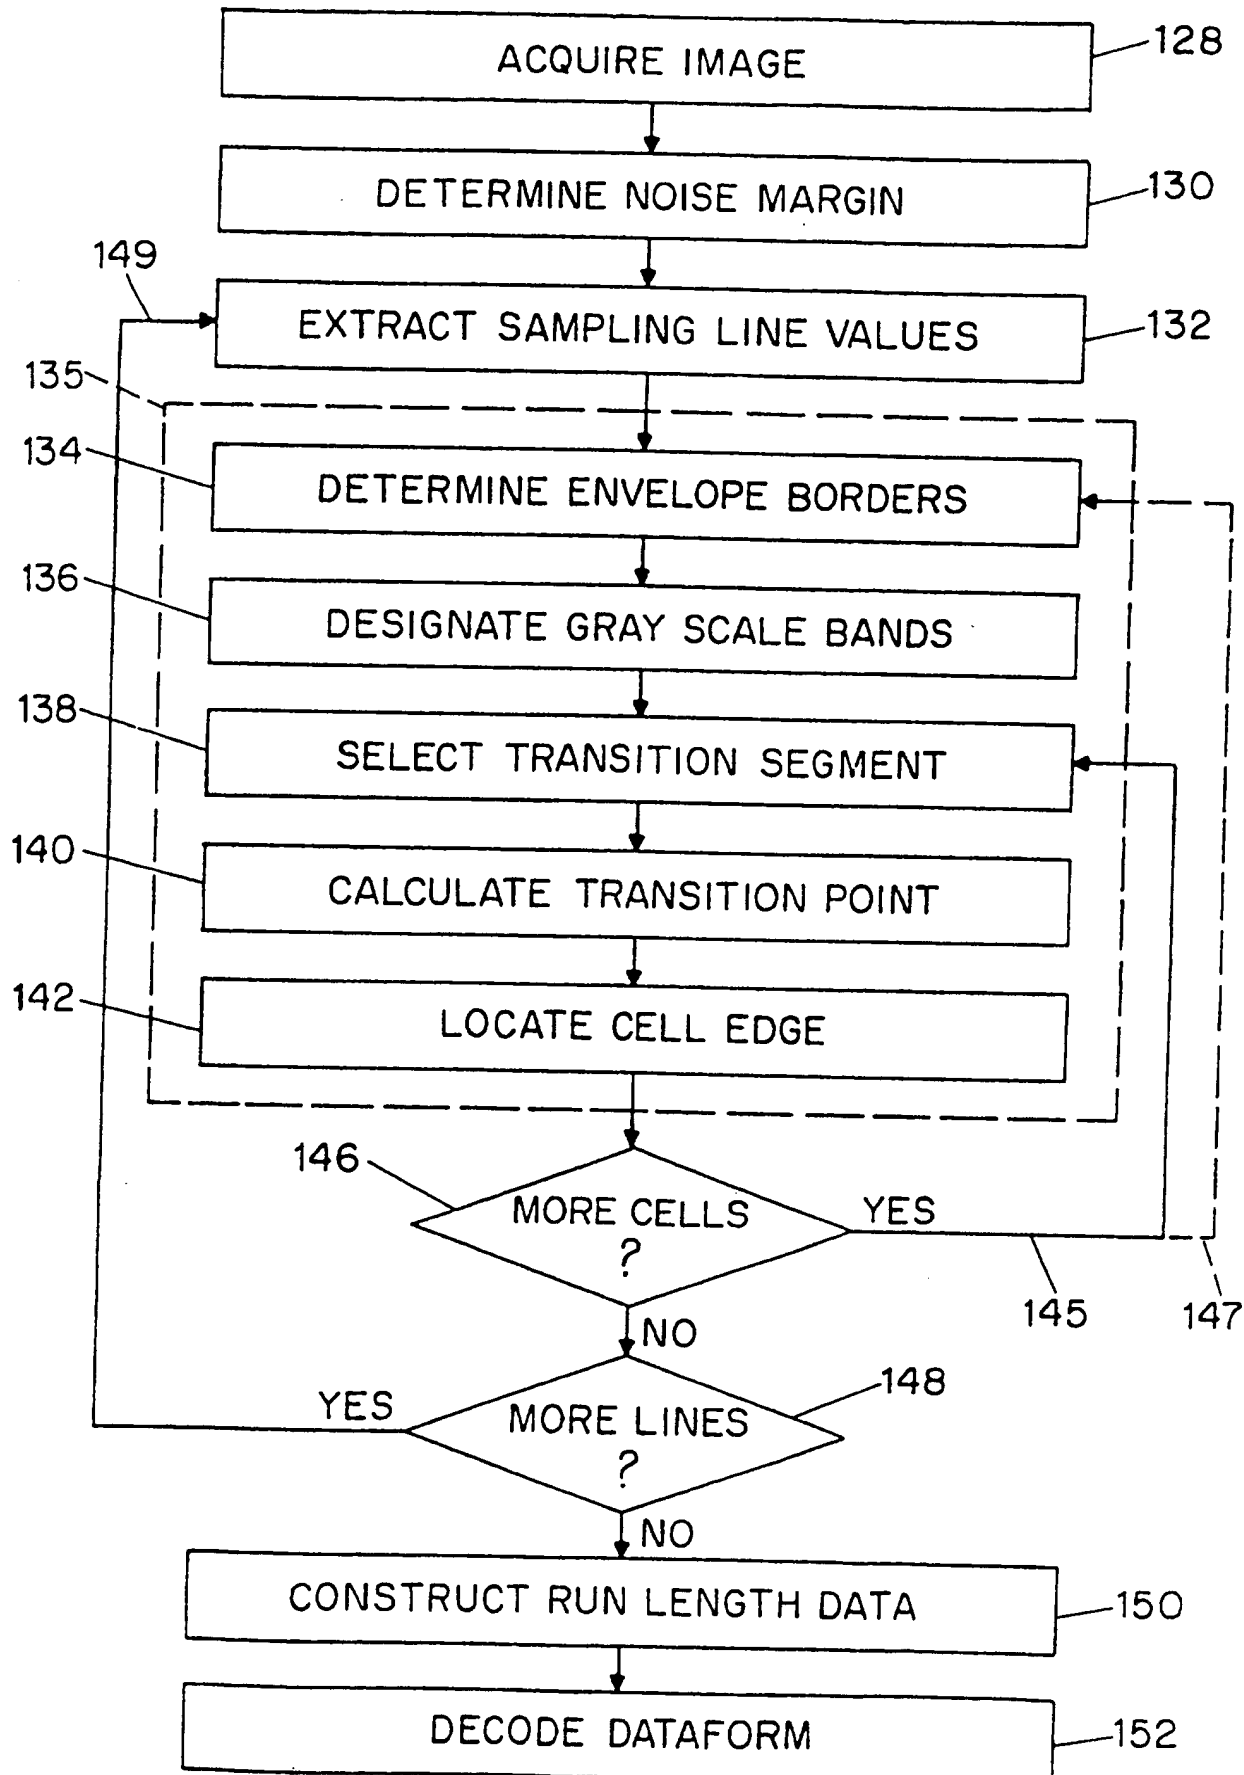 ACQUIRE IMAGE
128
DETERMINE NOISE MARGIN
130
149
EXTRACT SAMPLING LINE VALUES
132
135
134
DETERMINE ENVELOPE BORDERS
136
DESIGNATE GRAY SCALE BANDS
138
SELECT TRANSITION SEGMENT
140
CALCULATE TRANSITION POINT
142
LOCATE CELL EDGE
146
MORE CELLS
?
YES
145
147
NO
YES
MORE LINES
?
148
NO
CONSTRUCT RUN LENGTH DATA
150
DECODE DATAFORM
152